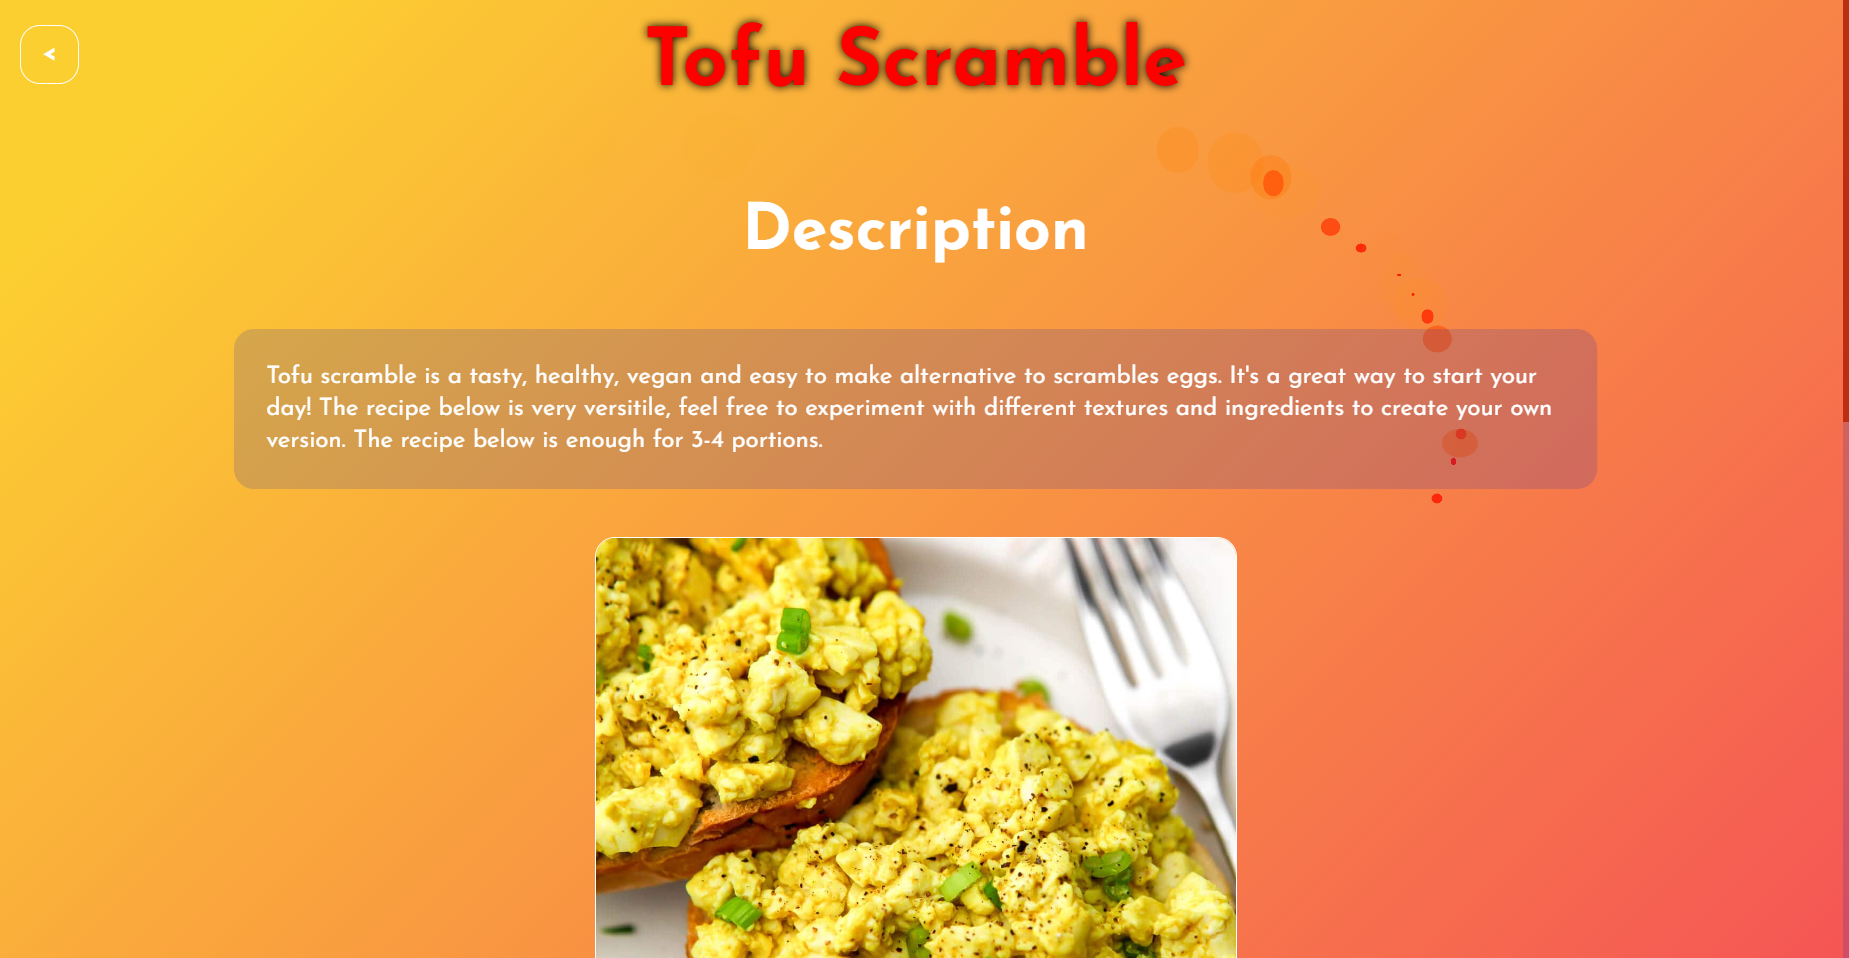 <
Tofu Scramble
Description
Tofu scramble is a tasty, healthy, vegan and easy to make alternative to scrambles eggs. It's a great way to start your
day! The recipe below is very versitile, feel free to experiment with different textures and ingredients to create your own
version. The recipe below is enough for 3-4 portions.